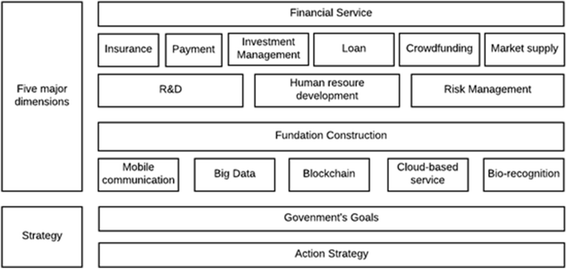 Financial Service
Insurance
Payment
Investment
Management
Loan
Crowdfunding
Market supply
Five major
dimensions
R&D
Human resoure
development
Risk Management
Fundation Construction
Mobile
communication
Big Data
Blockchain
Cloud-based
service
Bio-recognition
Strategy
Govenment's Goals
Action Strategy